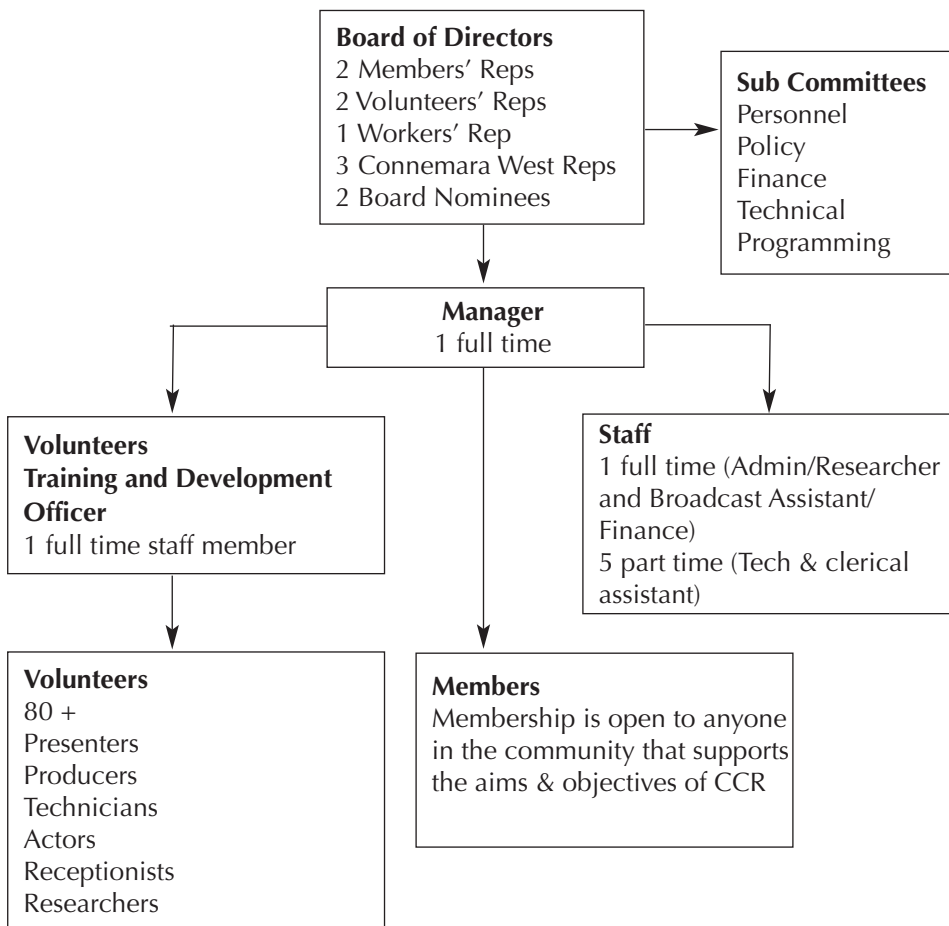 Board of Directors
2 Members’ Reps
2 Volunteers’ Reps
1 Workers’ Rep
3 Connemara West Reps
2 Board Nominees
Sub Committees
Personnel
Policy
Finance
Technical
Programming
Manager
1 full time
Volunteers
Training and Development
Officer
1 full time staff member
Staff
1 full time (Admin/Researcher
and Broadcast Assistant/
Finance)
5 part time (Tech & clerical
assistant)
Volunteers
80 +
Presenters
Producers
Technicians
Actors
Receptionists
Researchers
Members
Membership is open to anyone
in the community that supports
the aims & objectives of CCR